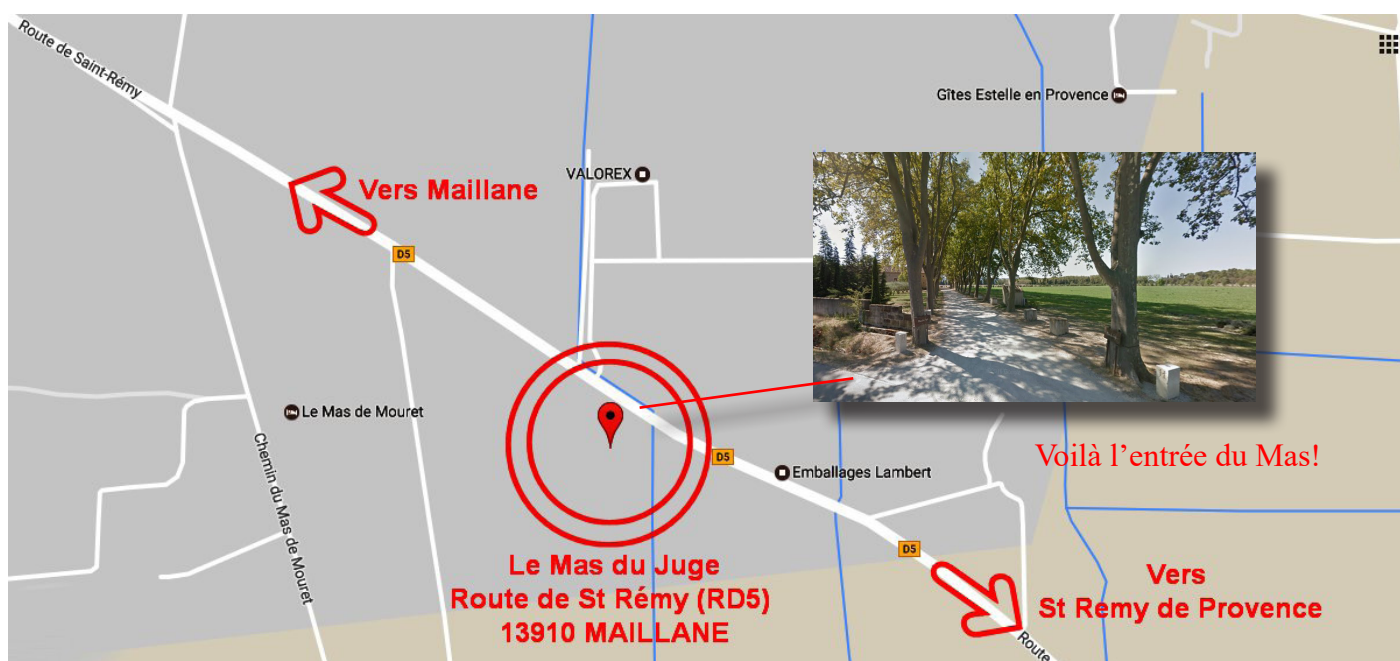 Route de Saint-Rémy
Gîtes Estelle en Provence
VALOREX
Vers Maillane
D5
Le Mas de Mouret
Chemin du Mas de Mouret
D5
Emballages Lambert
Voilà l’entrée du Mas!
D5
Le Mas du Juge
Route de St Rémy (RD5)
13910 MAILLANE
Vers
St Remy de Provence
Route